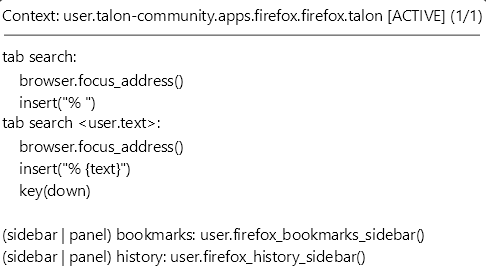 Context: user.talon-community.apps.firefox.firefox.talon [ACTIVE] (1/1)
tab search:
browser.focus_address()
insert("% ")
tab search <user.text>:
browser.focus_address()
insert("% {text}")
key(down)
(sidebar | panel) bookmarks: user.firefox_bookmarks_sidebar()
(sidebar | panel) history: user.firefox_history_sidebar()